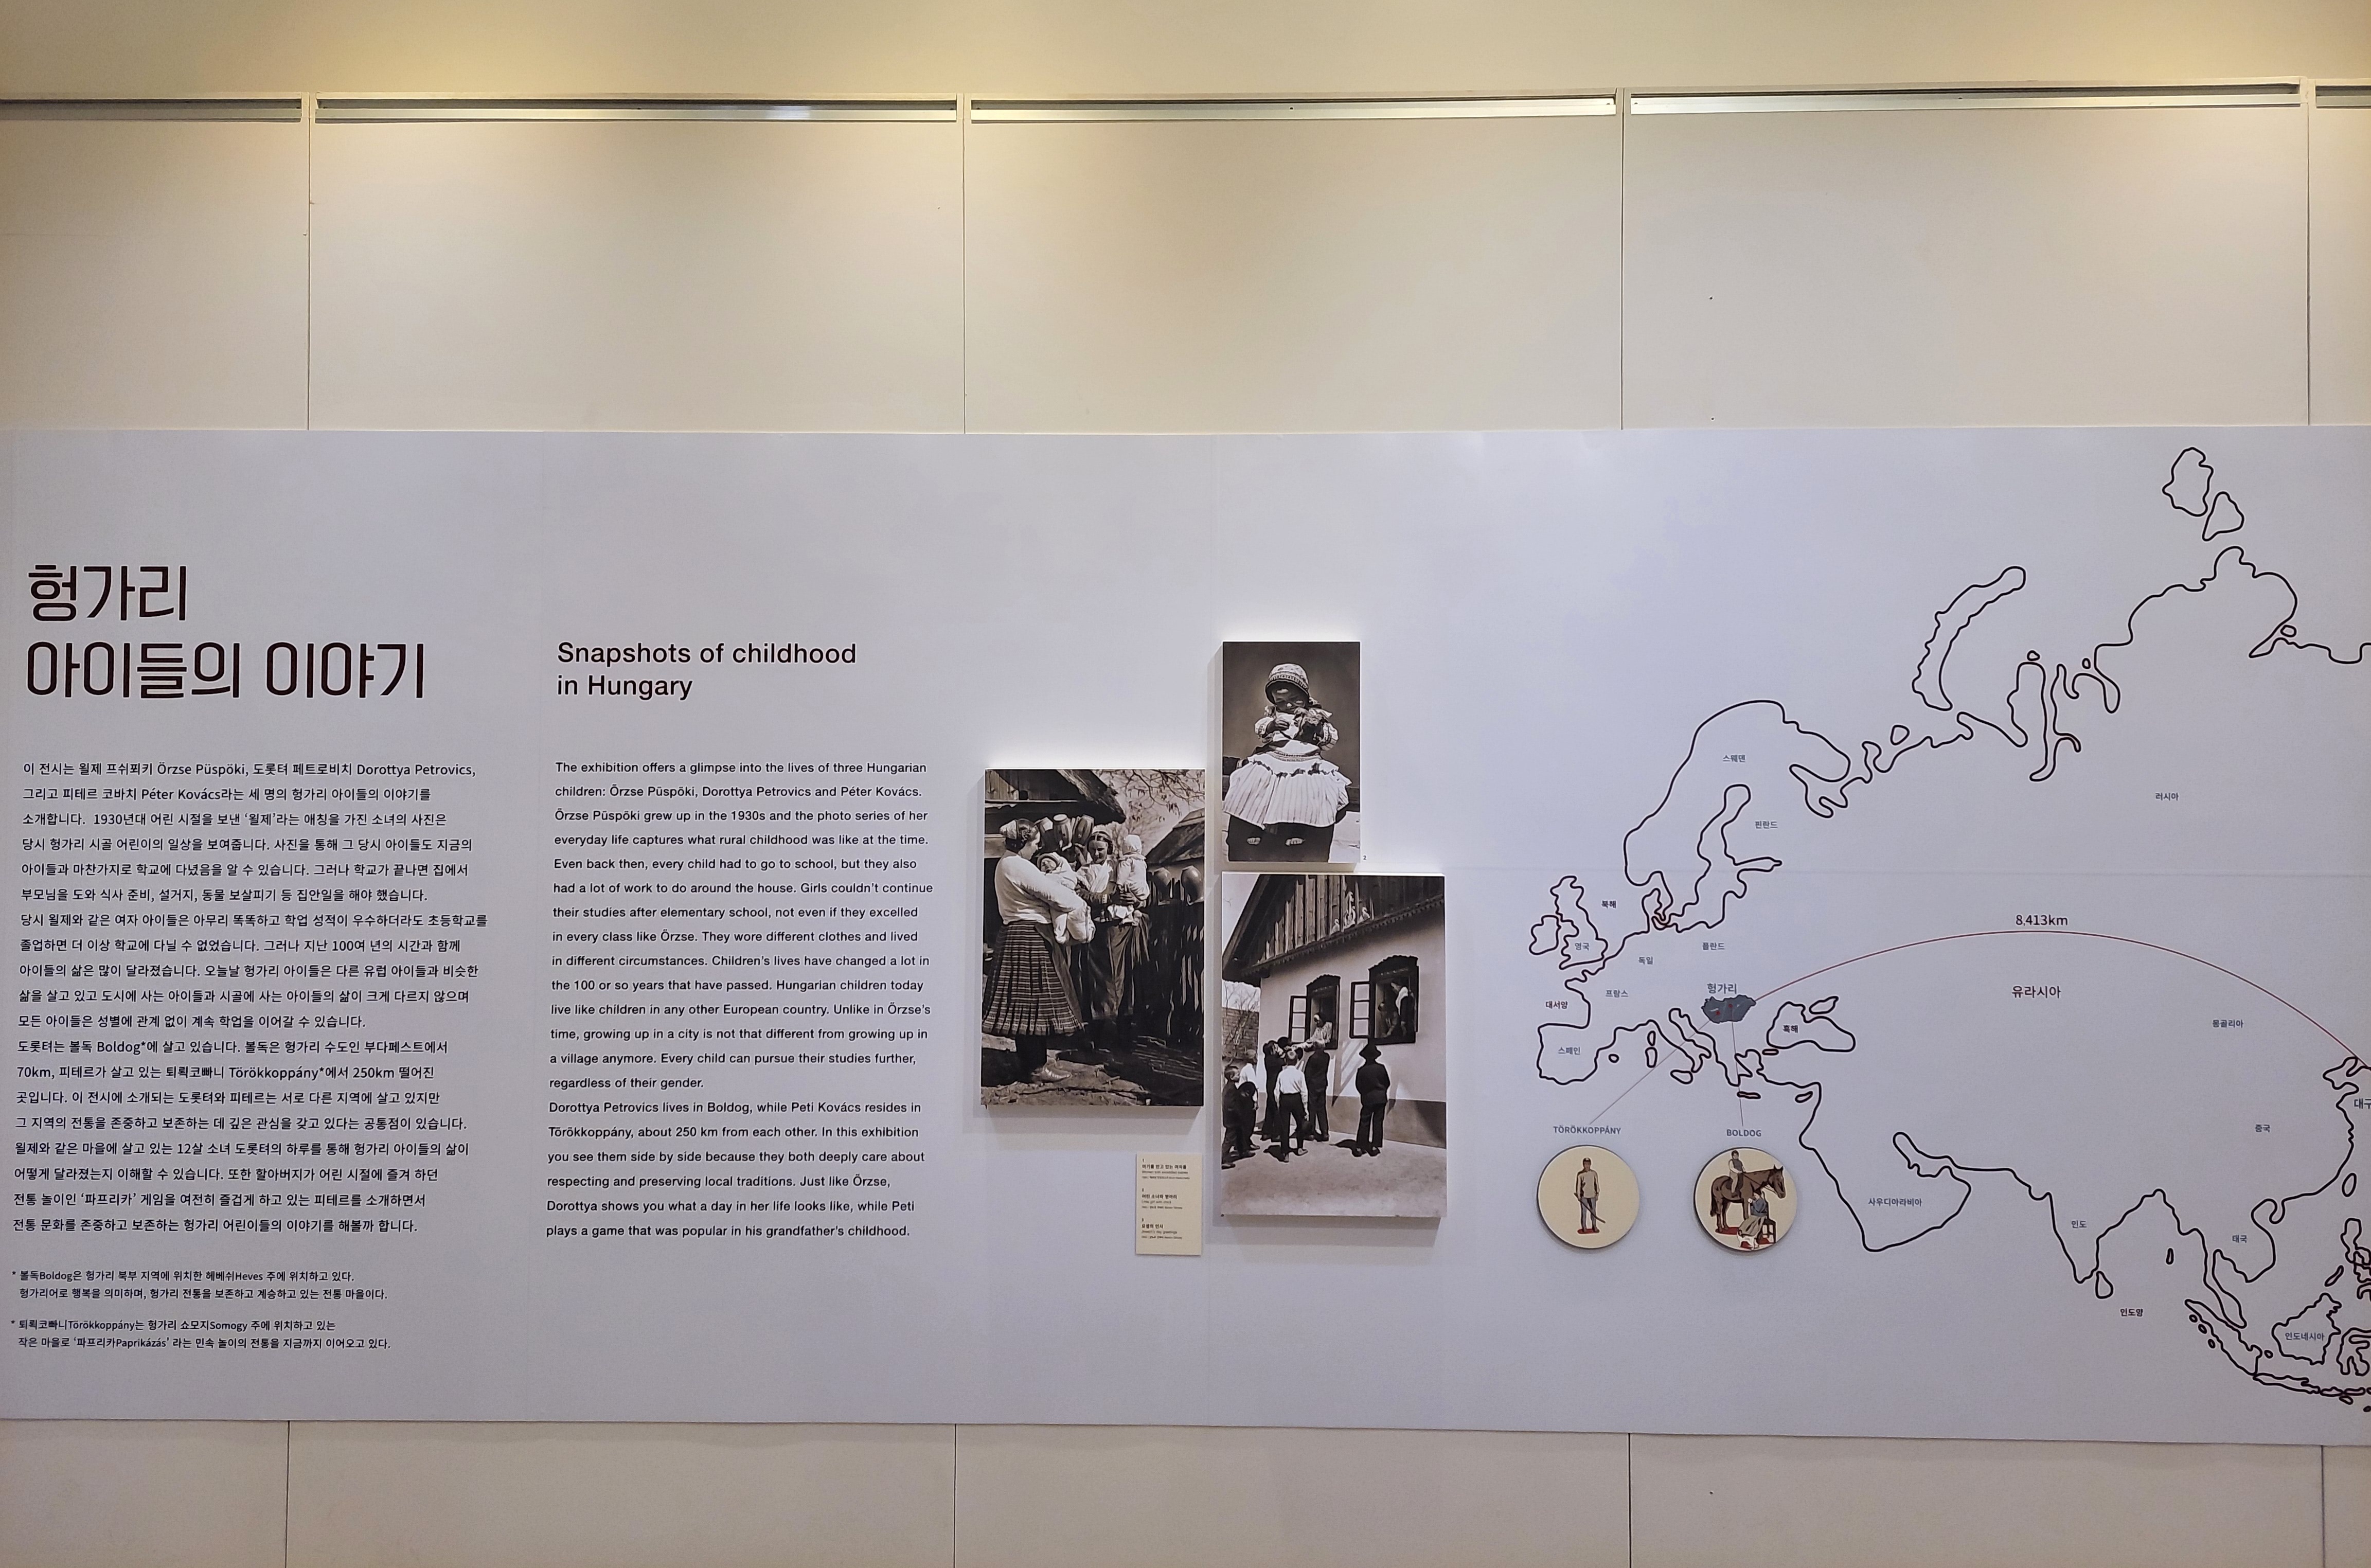 헝가리
아이들의 이야기
이 전시는 윌제 프쉬푀키 Örzse Püspöki, 도롯텨 페트로비치 Dorottya Petrovics,
그리고 피테르 코바치 Péter Kovács라는 세 명의 헝가리 아이들의 이야기를
소개합니다. 1930년대 어린 시절을 보낸 ‘윌제’라는 애칭을 가진 소녀의 사진은
당시 헝가리 시골 어린이의 일상을 보여줍니다. 사진을 통해 그 당시 아이들도 지금의
아이들과 마찬가지로 학교에 다녔음을 알 수 있습니다. 그러나 학교가 끝나면 집에서
부모님을 도와 식사 준비, 설거지, 동물 보살피기 등 집안일을 해야 했습니다.
당시 윌제와 같은 여자 아이들은 아무리 똑똑하고 학업 성적이 우수하더라도 초등학교를
졸업하면 더 이상 학교에 다닐 수 없었습니다. 그러나 지난 100여 년의 시간과 함께
아이들의 삶은 많이 달라졌습니다. 오늘날 헝가리 아이들은 다른 유럽 아이들과 비슷한
삶을 살고 있고 도시에 사는 아이들과 시골에 사는 아이들의 삶이 크게 다르지 않으며
모든 아이들은 성별에 관계 없이 계속 학업을 이어갈 수 있습니다.
도롯텨는 볼독 Boldog*에 살고 있습니다. 볼독은 헝가리 수도인 부다페스트에서
70km, 피테르가 살고 있는 퇴뢱코빠니 Törökkoppány*에서 250km 떨어진
곳입니다. 이 전시에 소개되는 도롯텨와 피테르는 서로 다른 지역에 살고 있지만
그 지역의 전통을 존중하고 보존하는 데 깊은 관심을 갖고 있다는 공통점이 있습니다.
윌제와 같은 마을에 살고 있는 12살 소녀 도롯텨의 하루를 통해 헝가리 아이들의 삶이
어떻게 달라졌는지 이해할 수 있습니다. 또한 할아버지가 어린 시절에 즐겨 하던
전통 놀이인 ‘파프리카’ 게임을 여전히 즐겁게 하고 있는 피테르를 소개하면서
전통 문화를 존중하고 보존하는 헝가리 어린이들의 이야기를 해볼까 합니다.
* 볼독Boldog은 헝가리 북부 지역에 위치한 헤베쉬Heves 주에 위치하고 있다.
헝가리어로 행복을 의미하며, 헝가리 전통을 보존하고 계승하고 있는 전통 마을이다.
* 퇴뢱코빠니Törökkoppány는 헝가리 쇼모지Somogy 주에 위치하고 있는
작은 마을로 ‘파프리카Paprikázás’ 라는 민속 놀이의 전통을 지금까지 이어오고 있다.
Snapshots of childhood
in Hungary
The exhibition offers a glimpse into the lives of three Hungarian
children: Örzse Püspöki, Dorottya Petrovics and Péter Kovács.
Örzse Püspöki grew up in the 1930s and the photo series of her
everyday life captures what rural childhood was like at the time.
Even back then, every child had to go to school, but they also
had a lot of work to do around the house. Girls couldn’t continue
their studies after elementary school, not even if they excelled
in every class like Örzse. They wore different clothes and lived
in different circumstances. Children’s lives have changed a lot in
the 100 or so years that have passed. Hungarian children today
live like children in any other European country. Unlike in Örzse’s
time, growing up in a city is not that different from growing up in
a village anymore. Every child can pursue their studies further,
regardless of their gender.
Dorottya Petrovics lives in Boldog, while Peti Kovács resides in
Törökkoppány, about 250 km from each other. In this exhibition
you see them side by side because they both deeply care about
respecting and preserving local traditions. Just like Örzse,
Dorottya shows you what a day in her life looks like, while Peti
plays a game that was popular in his grandfather’s childhood.
2
스웨덴
러시아
핀란드
북해
8,413km
영국
폴란드
독일
헝가리
프랑스
유라시아
대서양
몽골리아
흑해
스페인
대구
중국
TÖRÖKKOPPÁNY
BOLDOG
사우디아라비아
인도
태국
인도양
인도네시아